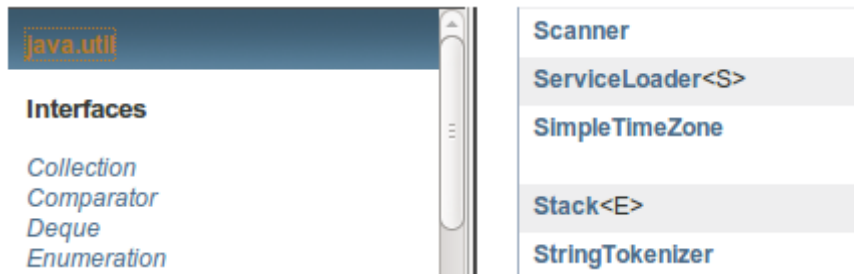 java.util
Interfaces
Collection
Comparator
Deque
Enumeration
Scanner
ServiceLoader<S>
SimpleTimeZone
Stack<E>
StringTokenizer